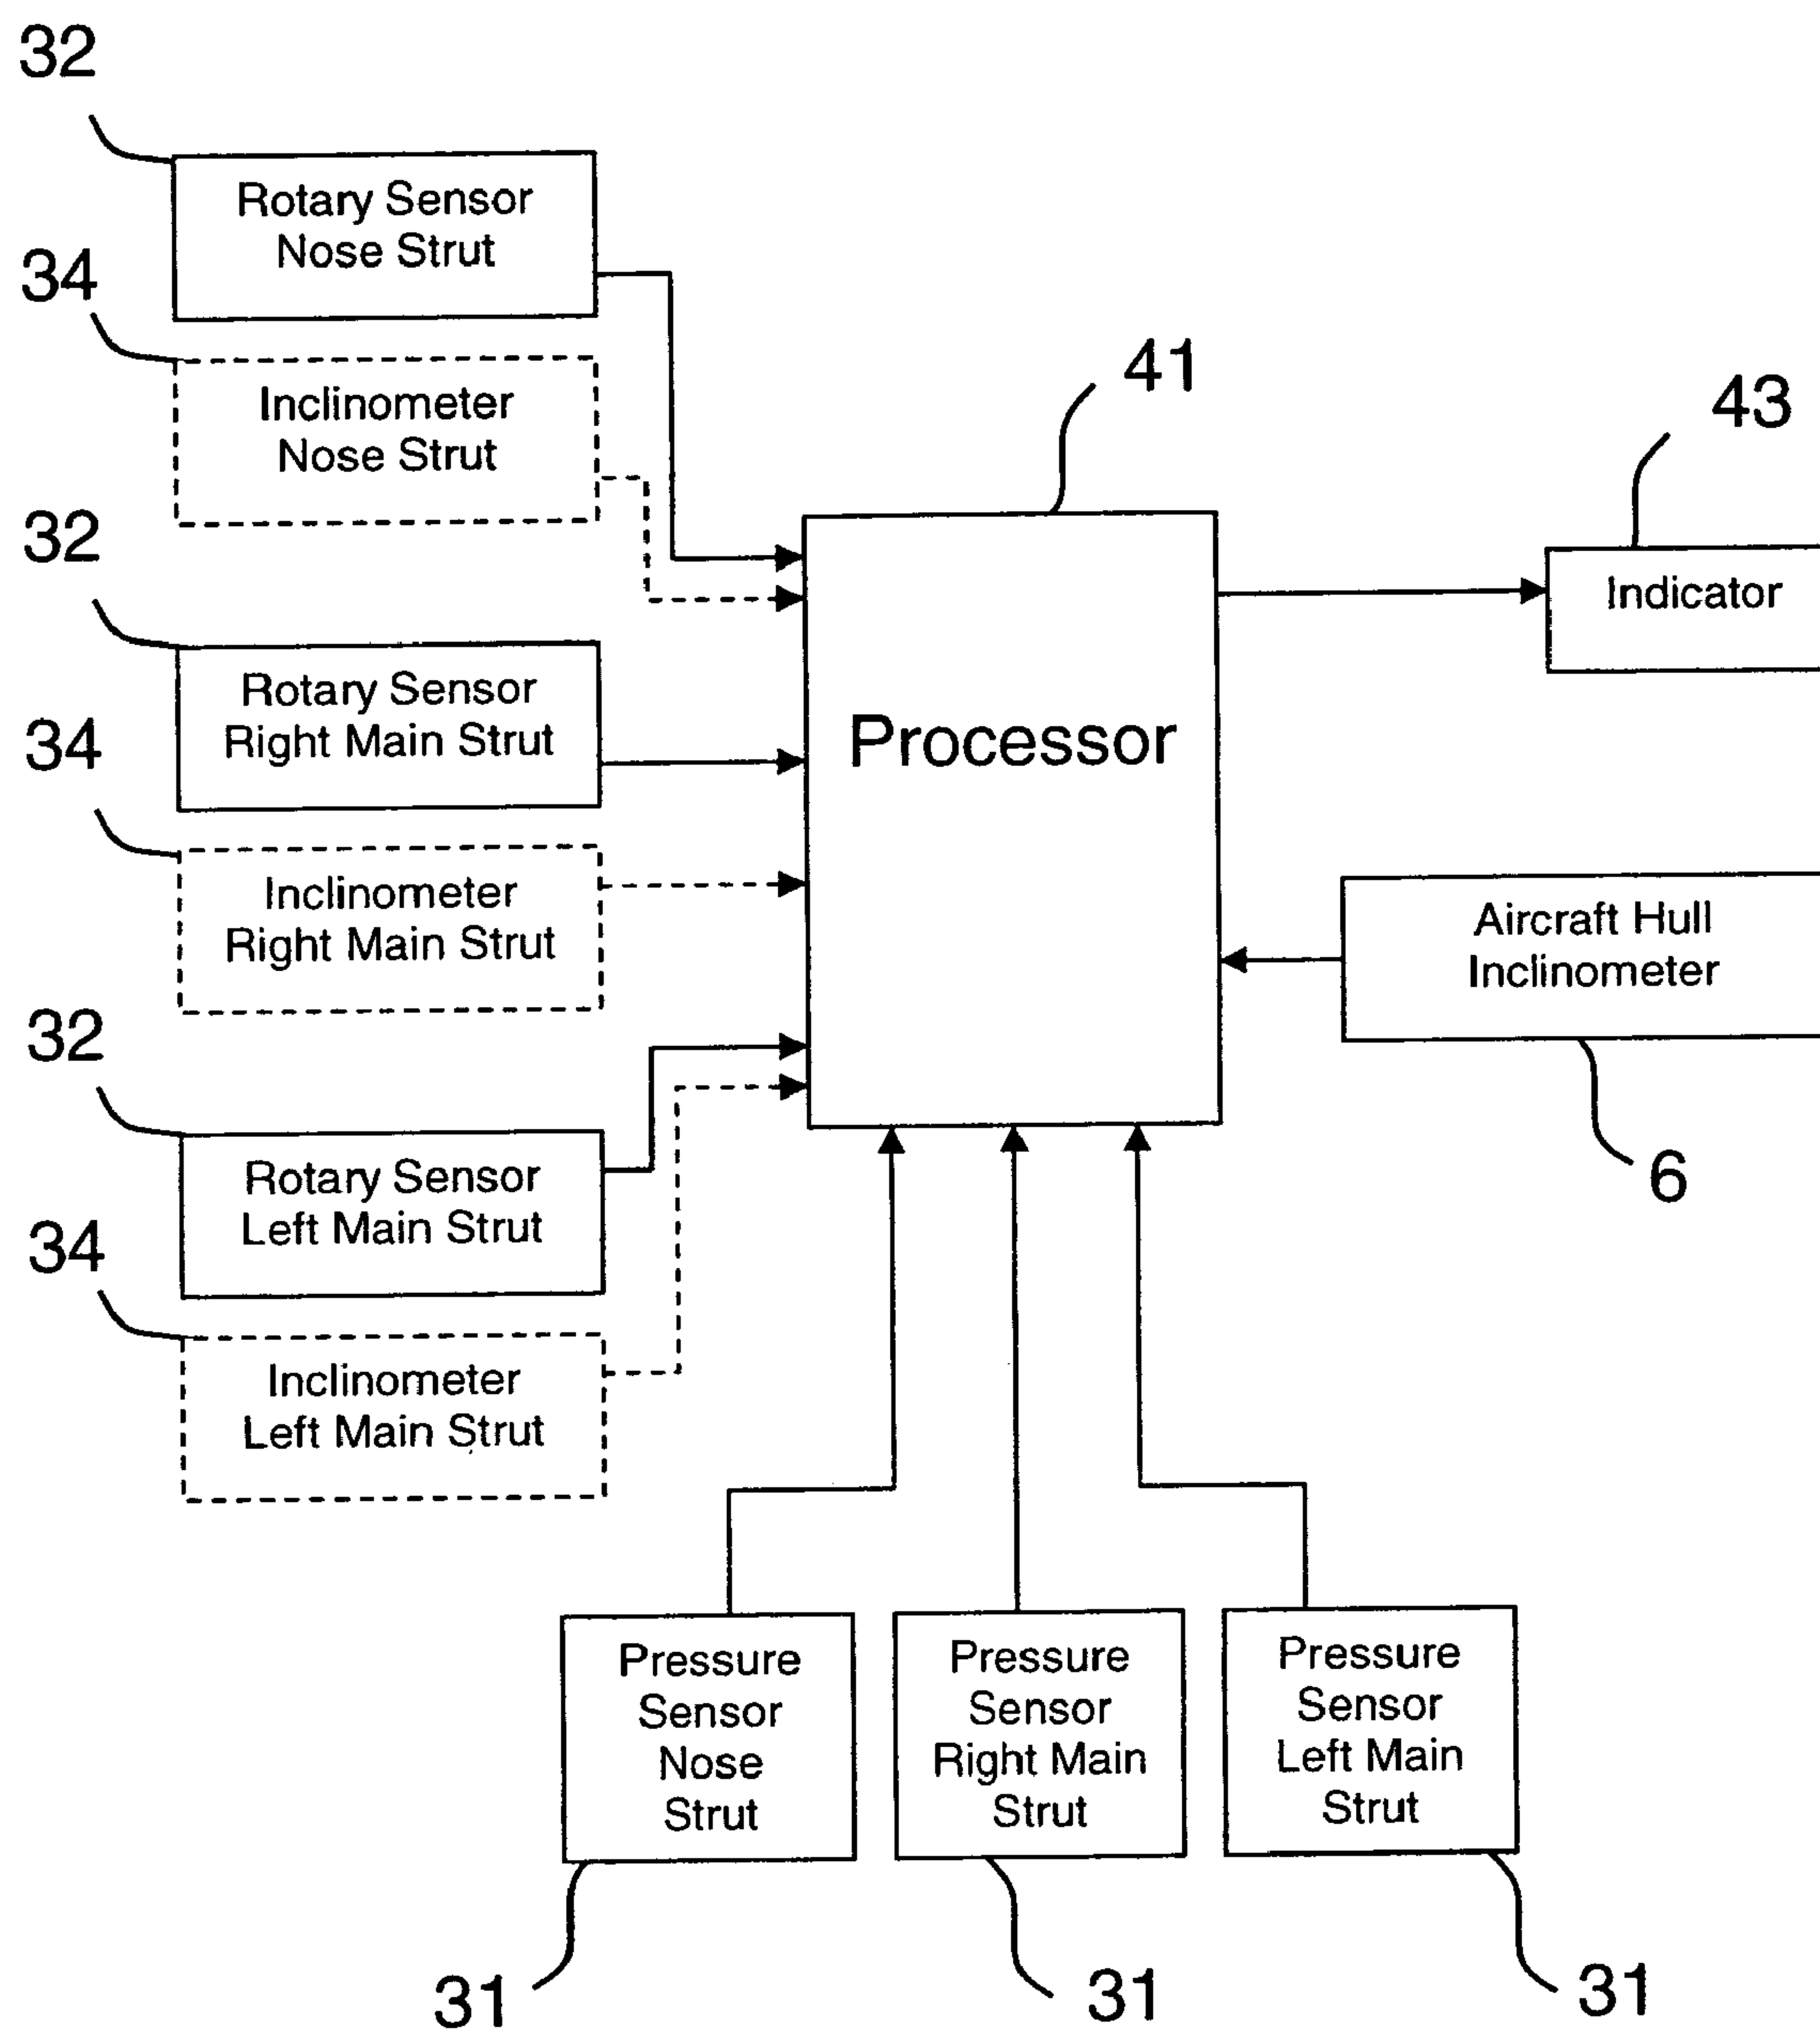 32
Rotary Sensor
Nose Strut
34
Inclinometer
Nose Strut
32
Rotary Sensor
Right Main Strut
34
Inclinometer
Right Main Strut
32
Rotary Sensor
Left Main Strut
34
Inclinometer
Left Main Strut
41
Processor
43
Indicator
Aircraft Hull
Inclinometer
6
Pressure
Sensor
Nose
Strut
31
Pressure
Sensor
Right Main
Strut
31
Pressure
Sensor
Left Main
Strut
31